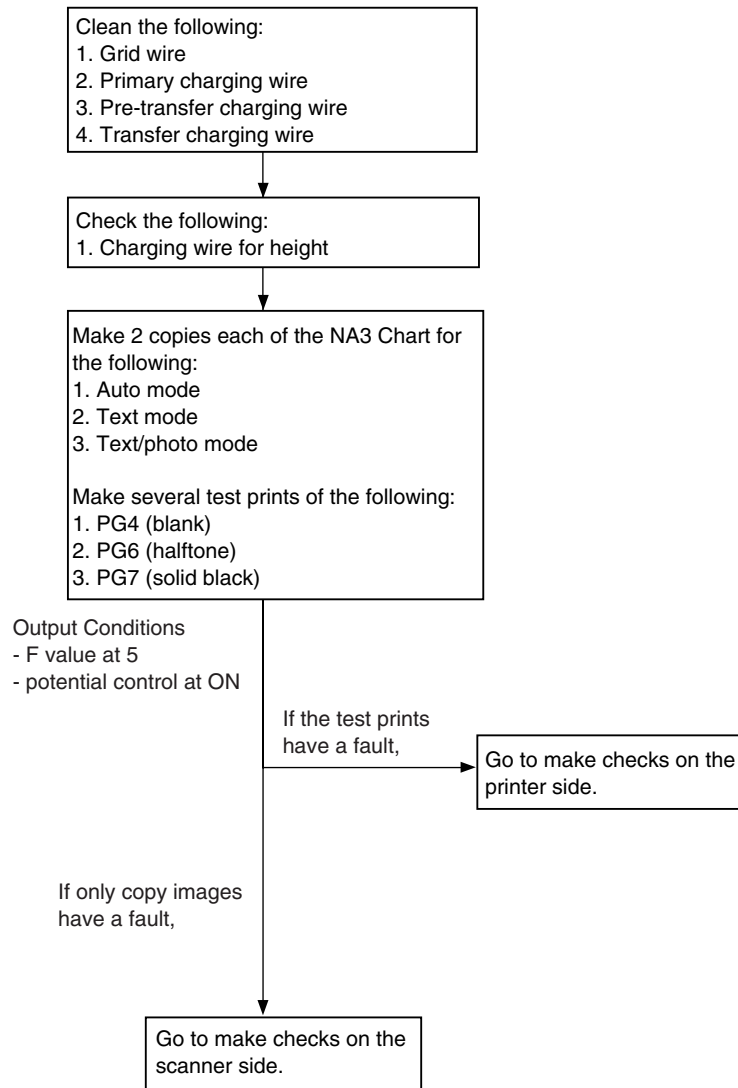 Clean the following:
1. Grid wire
2. Primary charging wire
3. Pre-transfer charging wire
4. Transfer charging wire
Check the following:
1. Charging wire for height
Make 2 copies each of the NA3 Chart for
the following:
1. Auto mode
2. Text mode
3. Text/photo mode
Make several test prints of the following:
1. PG4 (blank)
2. PG6 (halftone)
3. PG7 (solid black)
Output Conditions
- F value at 5
- potential control at ON
If the test prints
have a fault,
Go to make checks on the
printer side.
If only copy images
have a fault,
Go to make checks on the
scanner side.